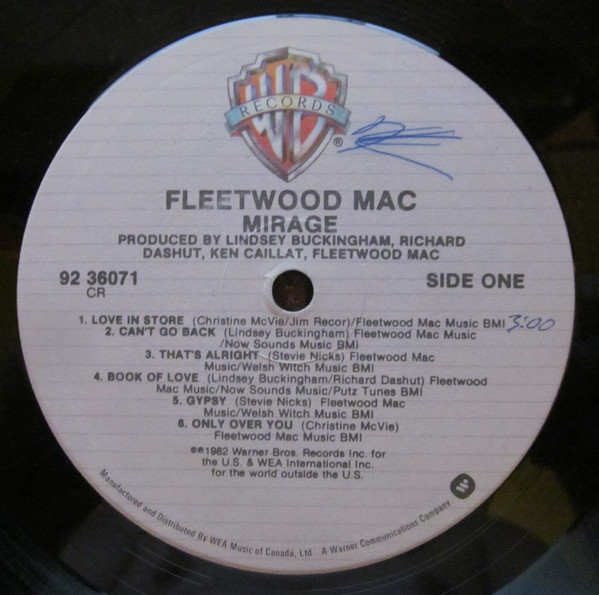 WB
RECORDS
®
FLEETWOOD MAC
MIRAGE
PRODUCED BY LINDSEY BUCKINGHAM, RICHARD
DASHUT, KEN CAILLAT, FLEETWOOD MAC
92 36071
CR
SIDE ONE
1. LOVE IN STORE (Christine McVie/Jim Recor)/Fleetwood Mac Music BMI 3:00
2. CAN'T GO BACK (Lindsey Buckingham) Fleetwood Mac Music
/Now Sounds Music BMI
3. THAT'S ALRIGHT (Stevie Nicks) Fleetwood Mac
Music/Welsh Witch Music BMI
4. BOOK OF LOVE (Lindsey Buckingham/Richard Dashut) Fleetwood
Mac Music/Now Sounds Music/Putz Tunes BMI
5. GYPSY (Stevie Nicks) Fleetwood Mac
Music/Welsh Witch Music BMI
6. ONLY OVER YOU (Christine McVie)
Fleetwood Mac Music BMI
℗©1982 Warner Bros. Records Inc. for
the U.S. & WEA International Inc.
for the world outside the U.S.
Manufactured and Distributed By WEA Music of Canada, Ltd. A Warner Communications Company